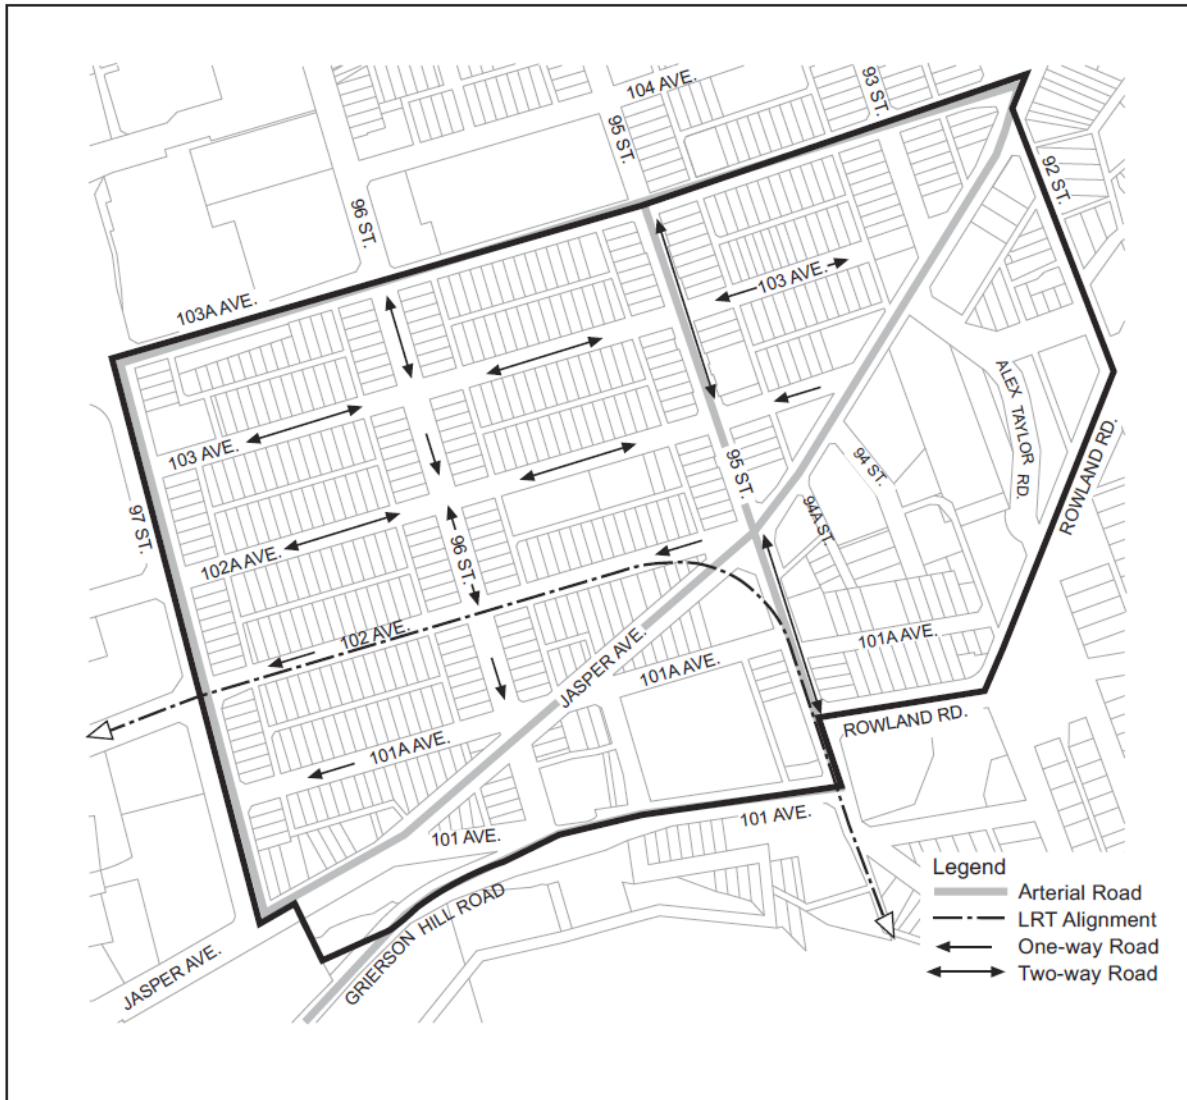 104 AVE.
93 ST.
95 ST.
92 ST.
96 ST.
103A AVE.
103 AVE.
ALEX TAYLOR RD.
103 AVE.
95 ST.
94 ST.
ROWLAND RD.
97 ST.
94A ST.
102A AVE.
96 ST.
102 AVE.
101A AVE.
JASPER AVE.
101A AVE.
ROWLAND RD.
101A AVE.
101 AVE.
101 AVE.
GRIERSON HILL ROAD
JASPER AVE.
Legend
Arterial Road
LRT Alignment
One-way Road
Two-way Road